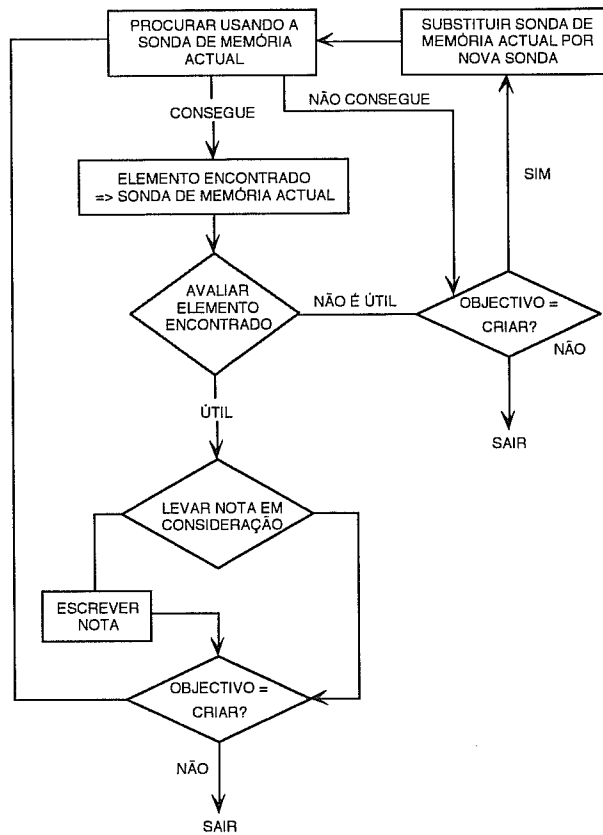 PROCURAR USANDO A
SONDA DE MEMÓRIA
ACTUAL
SUBSTITUIR SONDA DE
MEMÓRIA ACTUAL POR
NOVA SONDA
NÃO CONSEGUE
CONSEGUE
ELEMENTO ENCONTRADO
=> SONDA DE MEMÓRIA ACTUAL
SIM
AVALIAR
ELEMENTO
ENCONTRADO
NÃO É ÚTIL
OBJECTIVO =
CRIAR?
NÃO
SAIR
ÚTIL
LEVAR NOTA EM
CONSIDERAÇÃO
ESCREVER
NOTA
OBJECTIVO =
CRIAR?
NÃO
SAIR